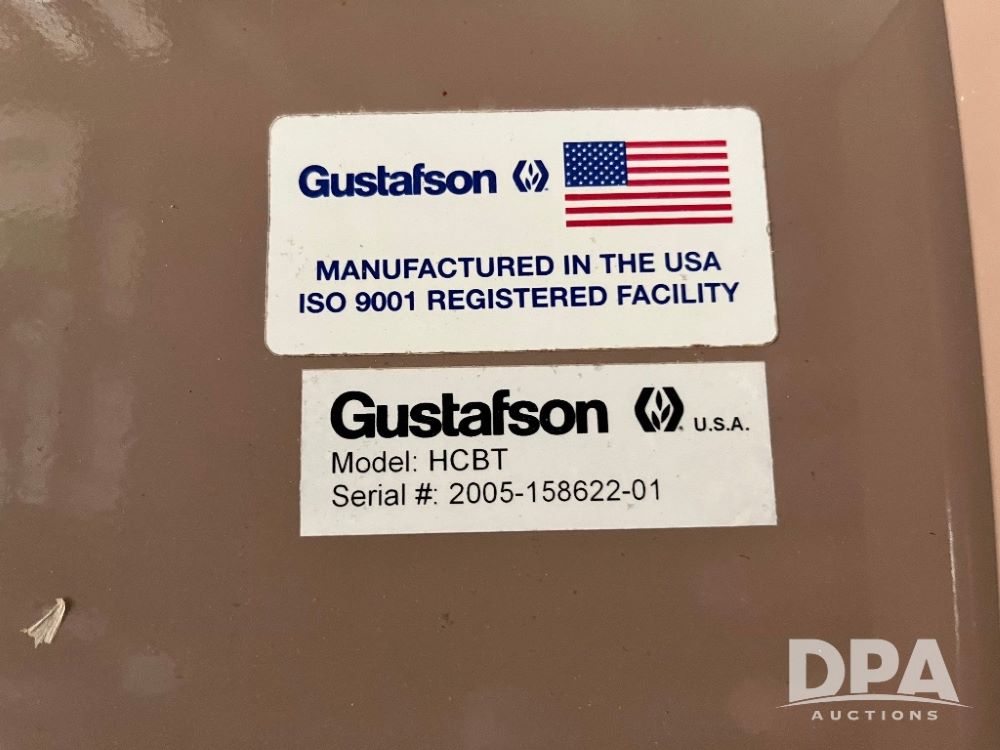 Gustafson
MANUFACTURED IN THE USA
ISO 9001 REGISTERED FACILITY
Gustafson U.S.A.
Model: HCBT
Serial #: 2005-158622-01
DPA
AUCTIONS